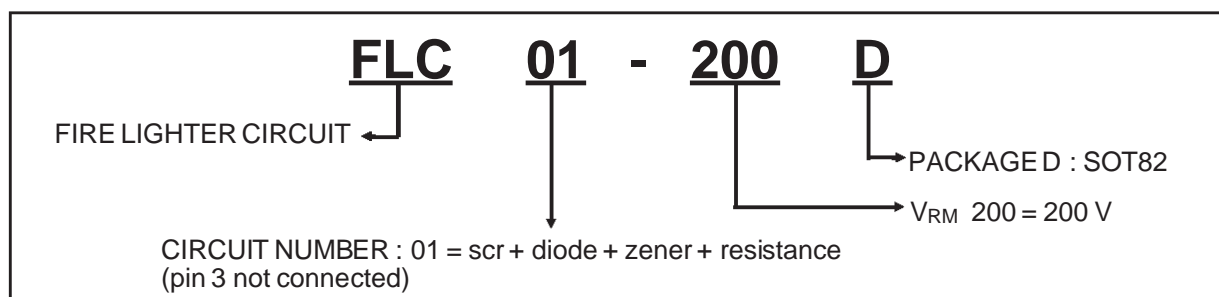 FLC 01 - 200 D
FIRE LIGHTER CIRCUIT
PACKAGE D : SOT82
VRM 200 = 200 V
CIRCUIT NUMBER : 01 = scr + diode + zener + resistance
(pin 3 not connected)